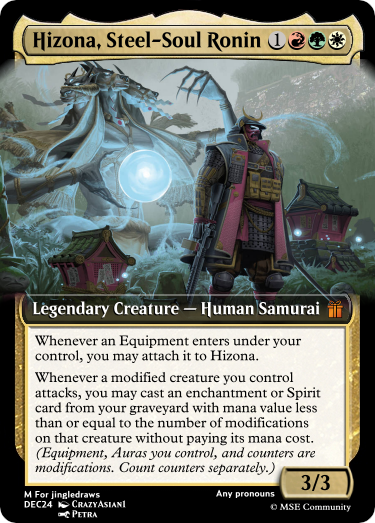 Hizona, Steel-Soul Ronin 1
Legendary Creature — Human Samurai
Whenever an Equipment enters under your
control, you may attach it to Hizona.
Whenever a modified creature you control
attacks, you may cast an enchantment or Spirit
card from your graveyard with mana value less
than or equal to the number of modifications
on that creature without paying its mana cost.
(Equipment, Auras you control, and counters are
modifications. Count counters separately.)
3/3
M For jingledraws Any pronouns
DEC24 CrazyAsian1 © MSE Community
Petra